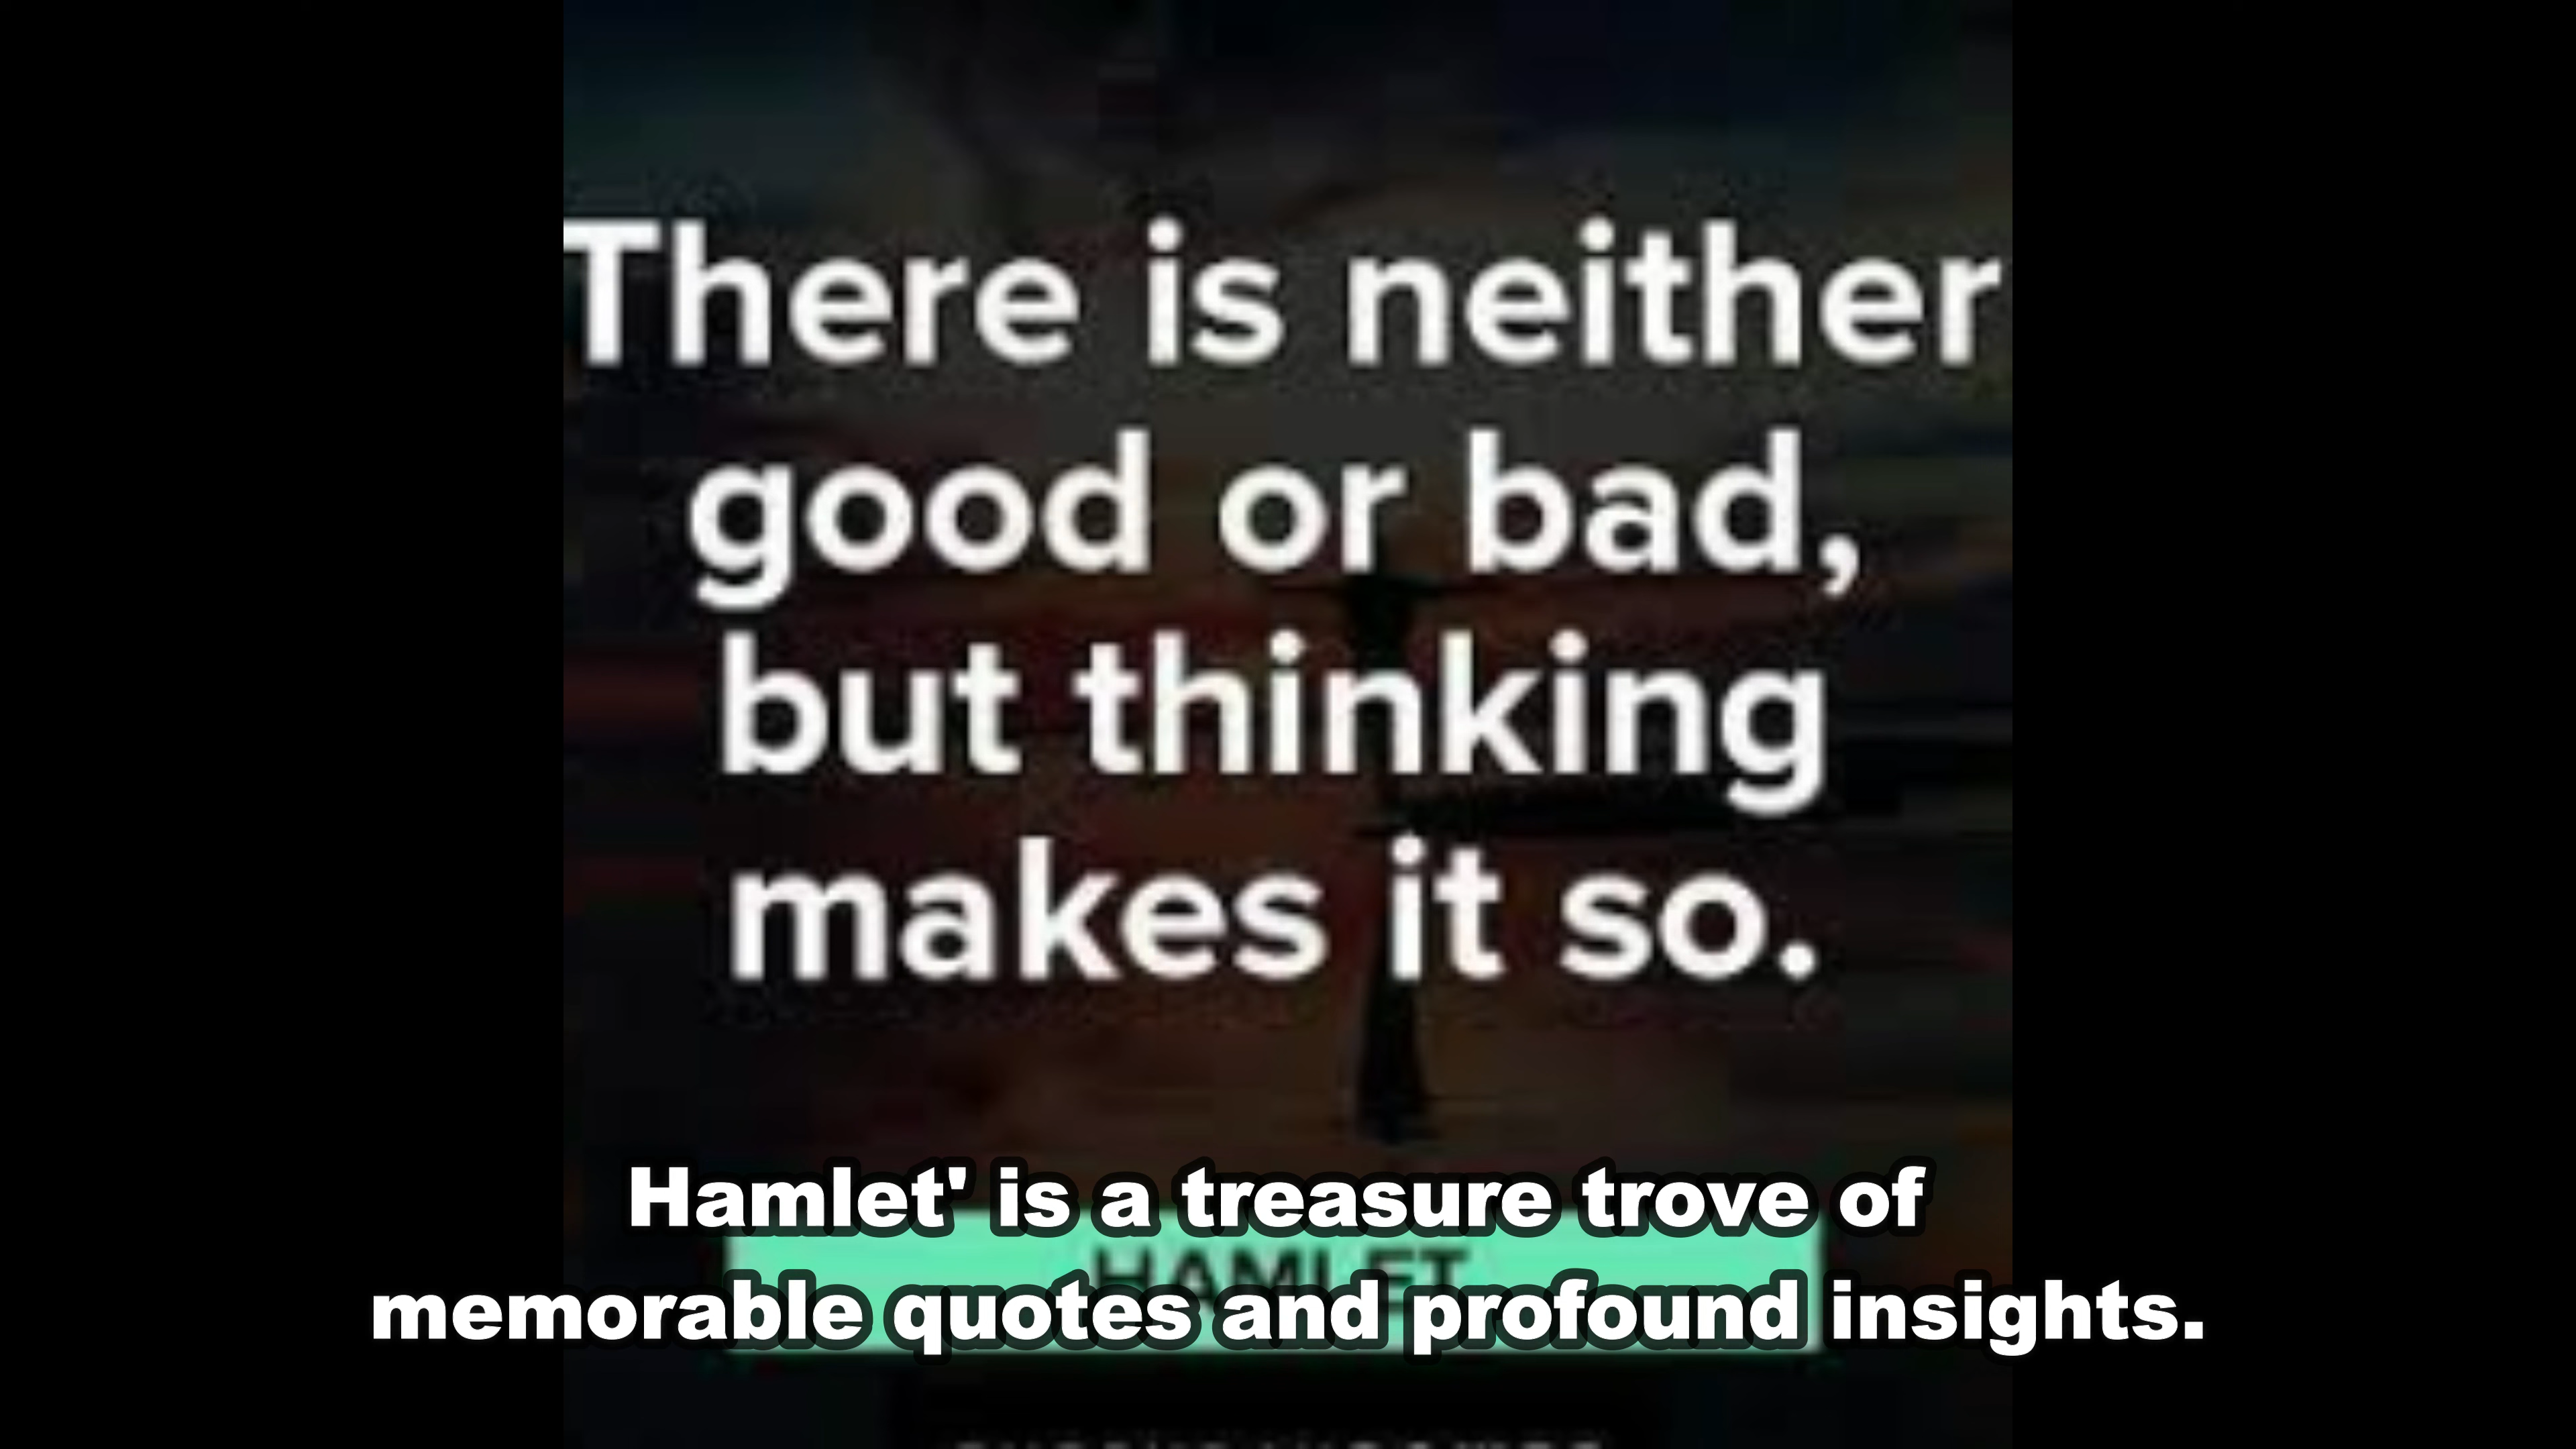 There is neither
good or bad,
but thinking
makes it so.
Hamlet' is a treasure trove of
HAMLET
memorable quotes and profound insights.